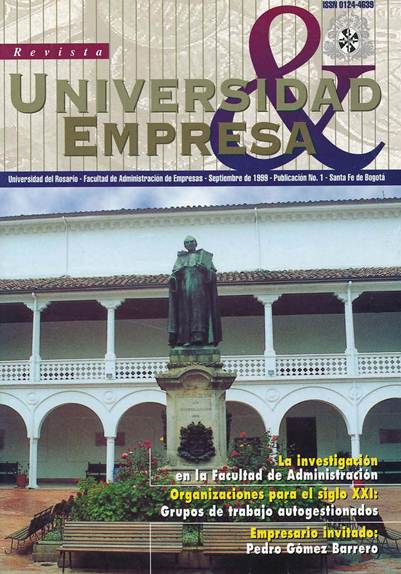 ISSN 0124-4639
Revista
UNIVERSIDAD
&
EMPRESA
Universidad del Rosario - Facultad de Administración de Empresas - Septiembre de 1999 - Publicación No. 1 - Santa Fe de Bogotá
La investigación
en la Facultad de Administración
Organizaciones para el siglo XXI:
Grupos de trabajo autogestionados
Empresario invitado:
Pedro Gómez Barrero